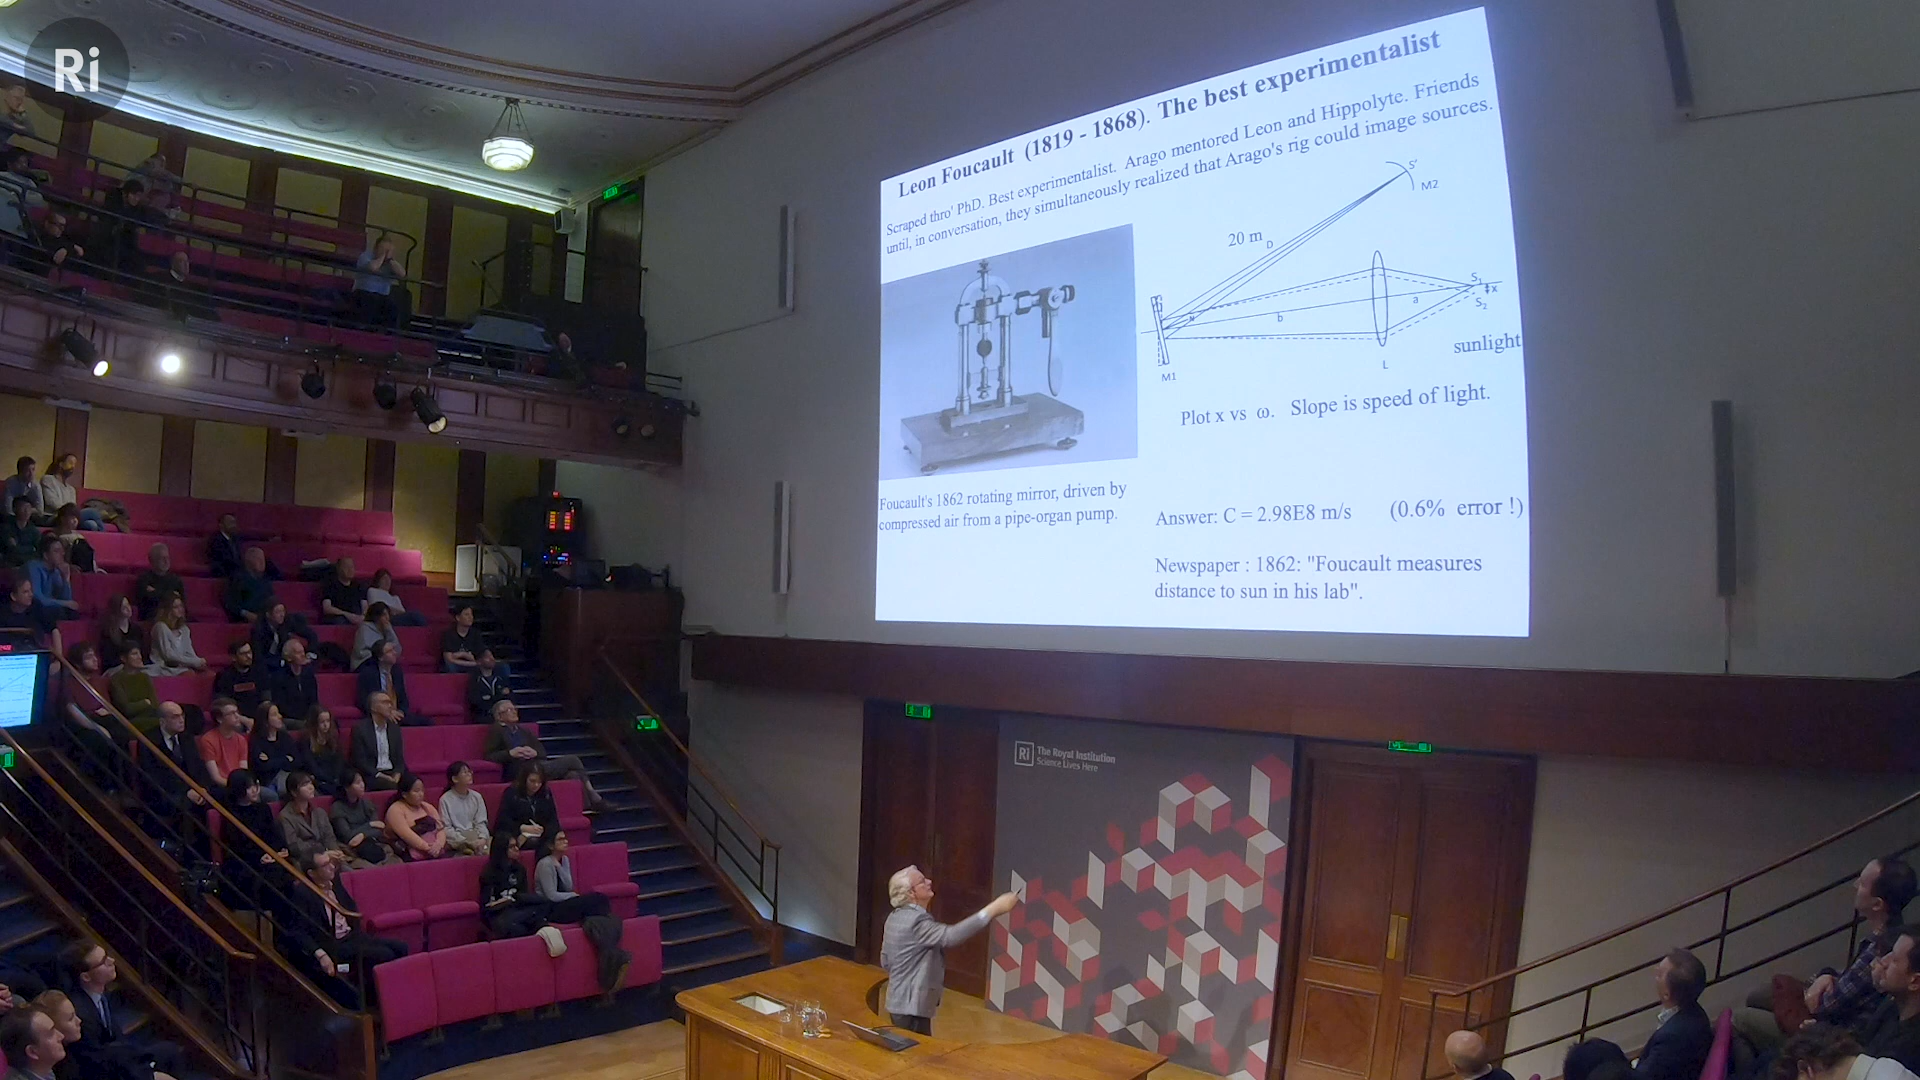 Ri
Leon Foucault (1819 - 1868). The best experimentalist
Scraped thro' PhD. Best experimentalist. Arago mentored Leon and Hippolyte. Friends
until, in conversation, they simultaneously realized that Arago's rig could image sources.
S'
M2
20 m
D
S1
x
a
S2
b
sunlight
L
M1
Plot x vs ω. Slope is speed of light.
Foucault's 1862 rotating mirror, driven by
compressed air from a pipe-organ pump.
Answer: C = 2.98E8 m/s (0.6% error !)
Newspaper : 1862: "Foucault measures
distance to sun in his lab".
Ri The Royal Institution
Science Lives Here